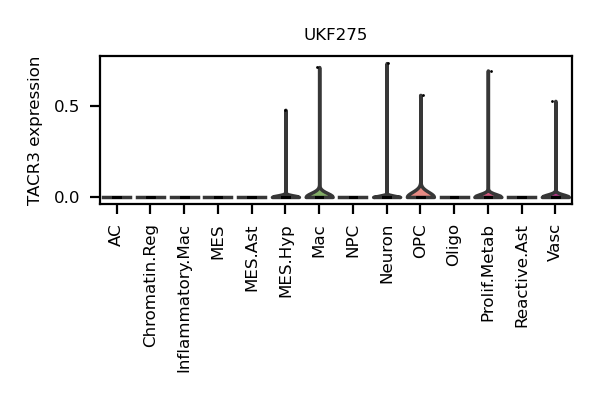 UKF275
TACR3 expression
0.5
0.0
AC
Chromatin.Reg
Inflammatory.Mac
MES
MES.Ast
MES.Hyp
Mac
NPC
Neuron
OPC
Oligo
Prolif.Metab
Reactive.Ast
Vasc